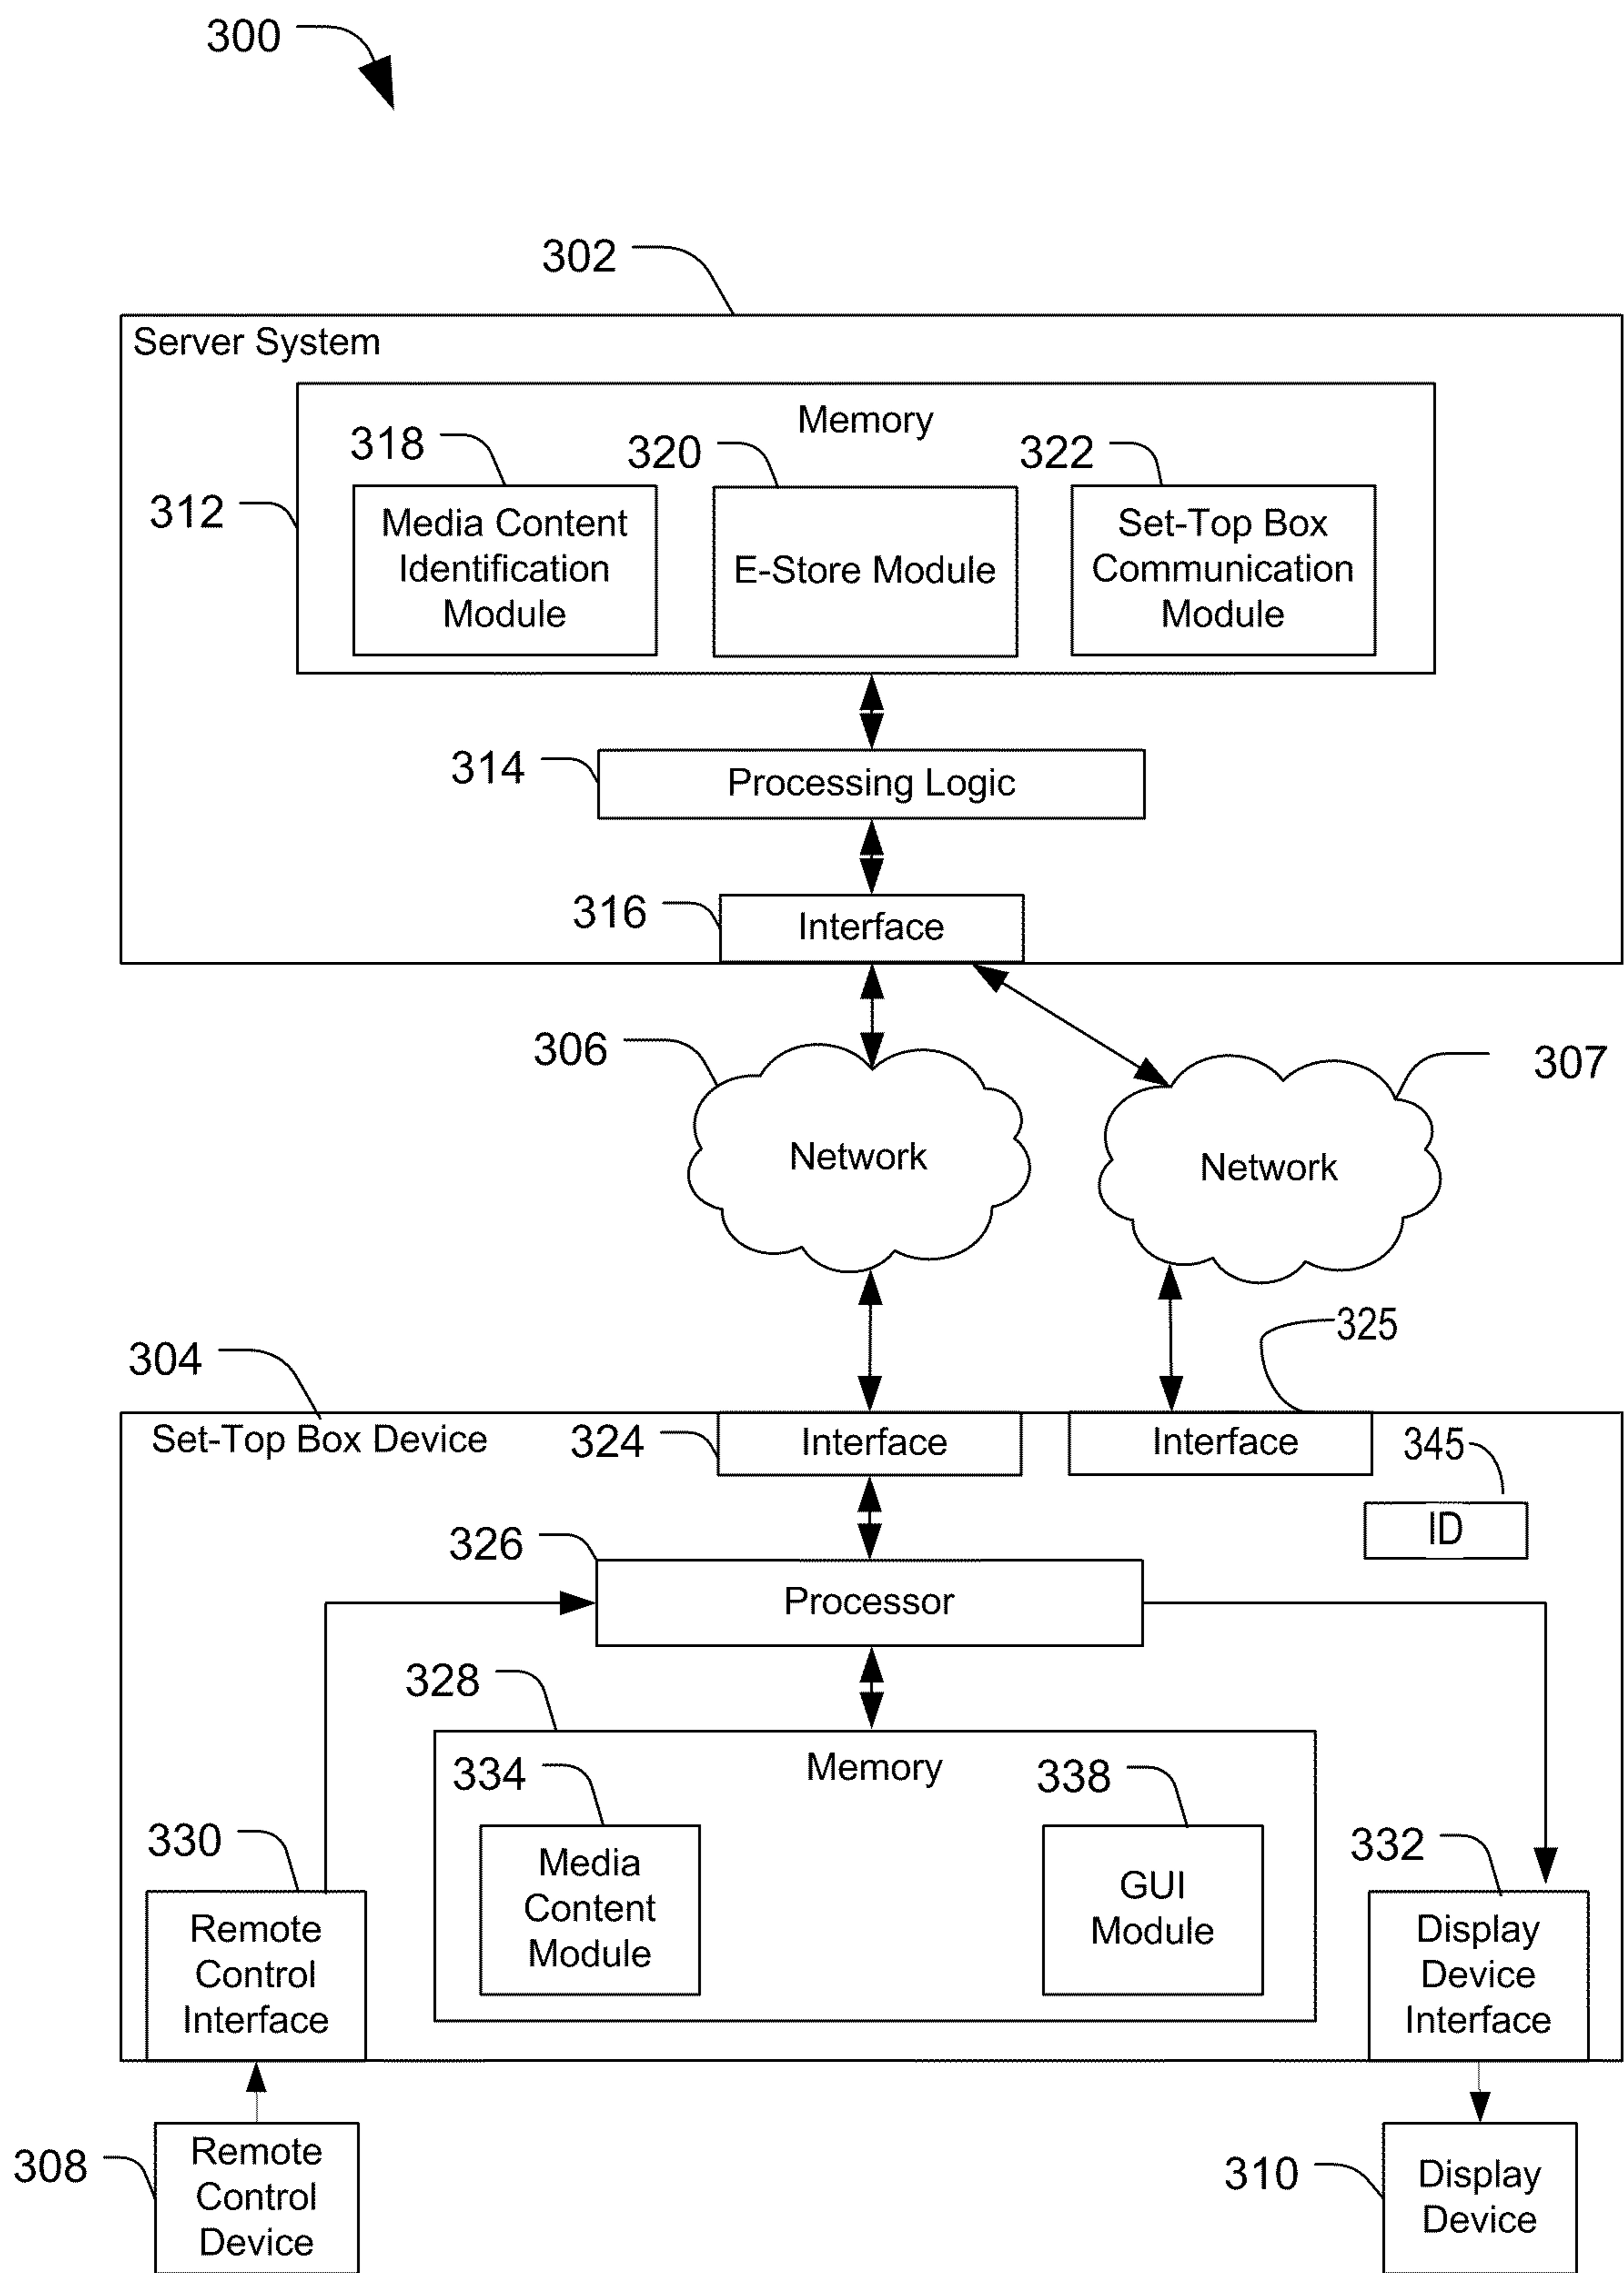 300
302
Server System
Memory
318
320
322
312
Media Content
Identification
Module
E-Store Module
Set-Top Box
Communication
Module
314
Processing Logic
316
Interface
306
307
Network
Network
325
304
Set-Top Box Device
324
Interface
Interface
345
ID
326
Processor
328
334
Memory
338
330
332
Media
Content
Module
GUI
Module
Remote
Control
Interface
Display
Device
Interface
308
Remote
Control
Device
310
Display
Device